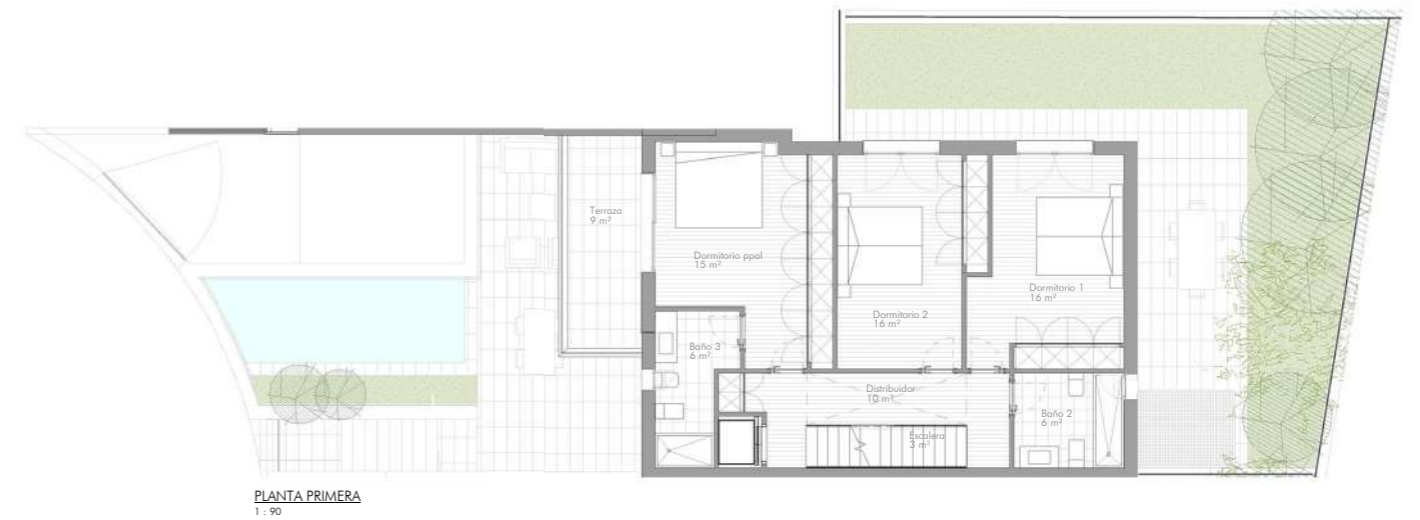 Terraza
9 m²
Dormitorio ppal
15 m²
Dormitorio 1
16 m²
Dormitorio 2
16 m²
Baño 3
6 m²
Distribuidor
10 m²
Baño 2
6 m²
Escalera
3 m²
PLANTA PRIMERA
1 : 90